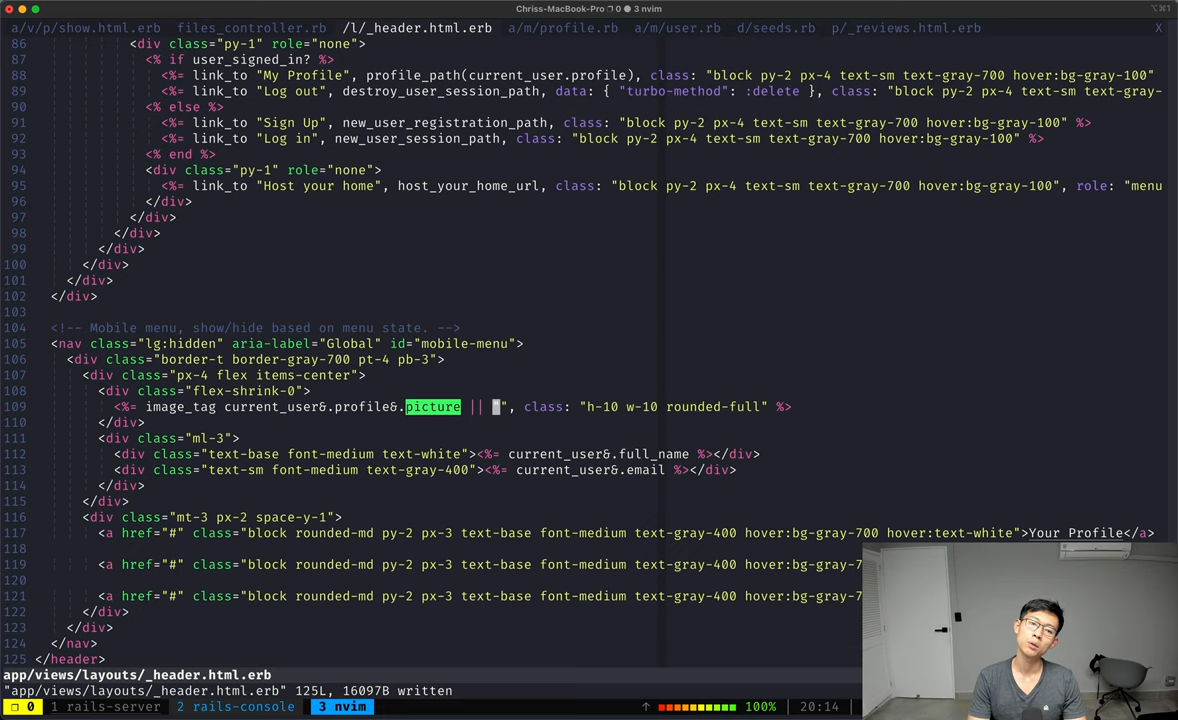 Chriss-MacBook-Pro ❐ 0 ● 3 nvim
⌥⌘1
a/v/p/show.html.erb files_controller.rb /l/_header.html.erb a/m/profile.rb a/m/user.rb d/seeds.rb p/_reviews.html.erb X
86 <div class="py-1" role="none">
87 <% if user_signed_in? %>
88 <%= link_to "My Profile", profile_path(current_user.profile), class: "block py-2 px-4 text-sm text-gray-700 hover:bg-gray-100"
89 <%= link_to "Log out", destroy_user_session_path, data: { "turbo-method": :delete }, class: "block py-2 px-4 text-sm text-gray-
90 <% else %>
91 <%= link_to "Sign Up", new_user_registration_path, class: "block py-2 px-4 text-sm text-gray-700 hover:bg-gray-100" %>
92 <%= link_to "Log in", new_user_session_path, class: "block py-2 px-4 text-sm text-gray-700 hover:bg-gray-100" %>
93 <% end %>
94 <div class="py-1" role="none">
95 <%= link_to "Host your home", host_your_home_url, class: "block py-2 px-4 text-sm text-gray-700 hover:bg-gray-100", role: "menu
96 </div>
97 </div>
98 </div>
99 </div>
100 </div>
101 </div>
102 </div>
103
104 <!-- Mobile menu, show/hide based on menu state. -->
105 <nav class="lg:hidden" aria-label="Global" id="mobile-menu">
106 <div class="border-t border-gray-700 pt-4 pb-3">
107 <div class="px-4 flex items-center">
108 <div class="flex-shrink-0">
109 <%= image_tag current_user&.profile&.picture || "", class: "h-10 w-10 rounded-full" %>
110 </div>
111 <div class="ml-3">
112 <div class="text-base font-medium text-white"><%= current_user&.full_name %></div>
113 <div class="text-sm font-medium text-gray-400"><%= current_user&.email %></div>
114 </div>
115 </div>
116 <div class="mt-3 px-2 space-y-1">
117 <a href="#" class="block rounded-md py-2 px-3 text-base font-medium text-gray-400 hover:bg-gray-700 hover:text-white">Your Profile</a>
118
119 <a href="#" class="block rounded-md py-2 px-3 text-base font-medium text-gray-400 hover:bg-gray-7
120
121 <a href="#" class="block rounded-md py-2 px-3 text-base font-medium text-gray-400 hover:bg-gray-7
122 </div>
123 </div>
124 </nav>
125 </header>
app/views/layouts/_header.html.erb
"app/views/layouts/_header.html.erb" 125L, 16097B written
❐ 0 1 rails-server 2 rails-console 3 nvim ↑ 100% | 20:14 |